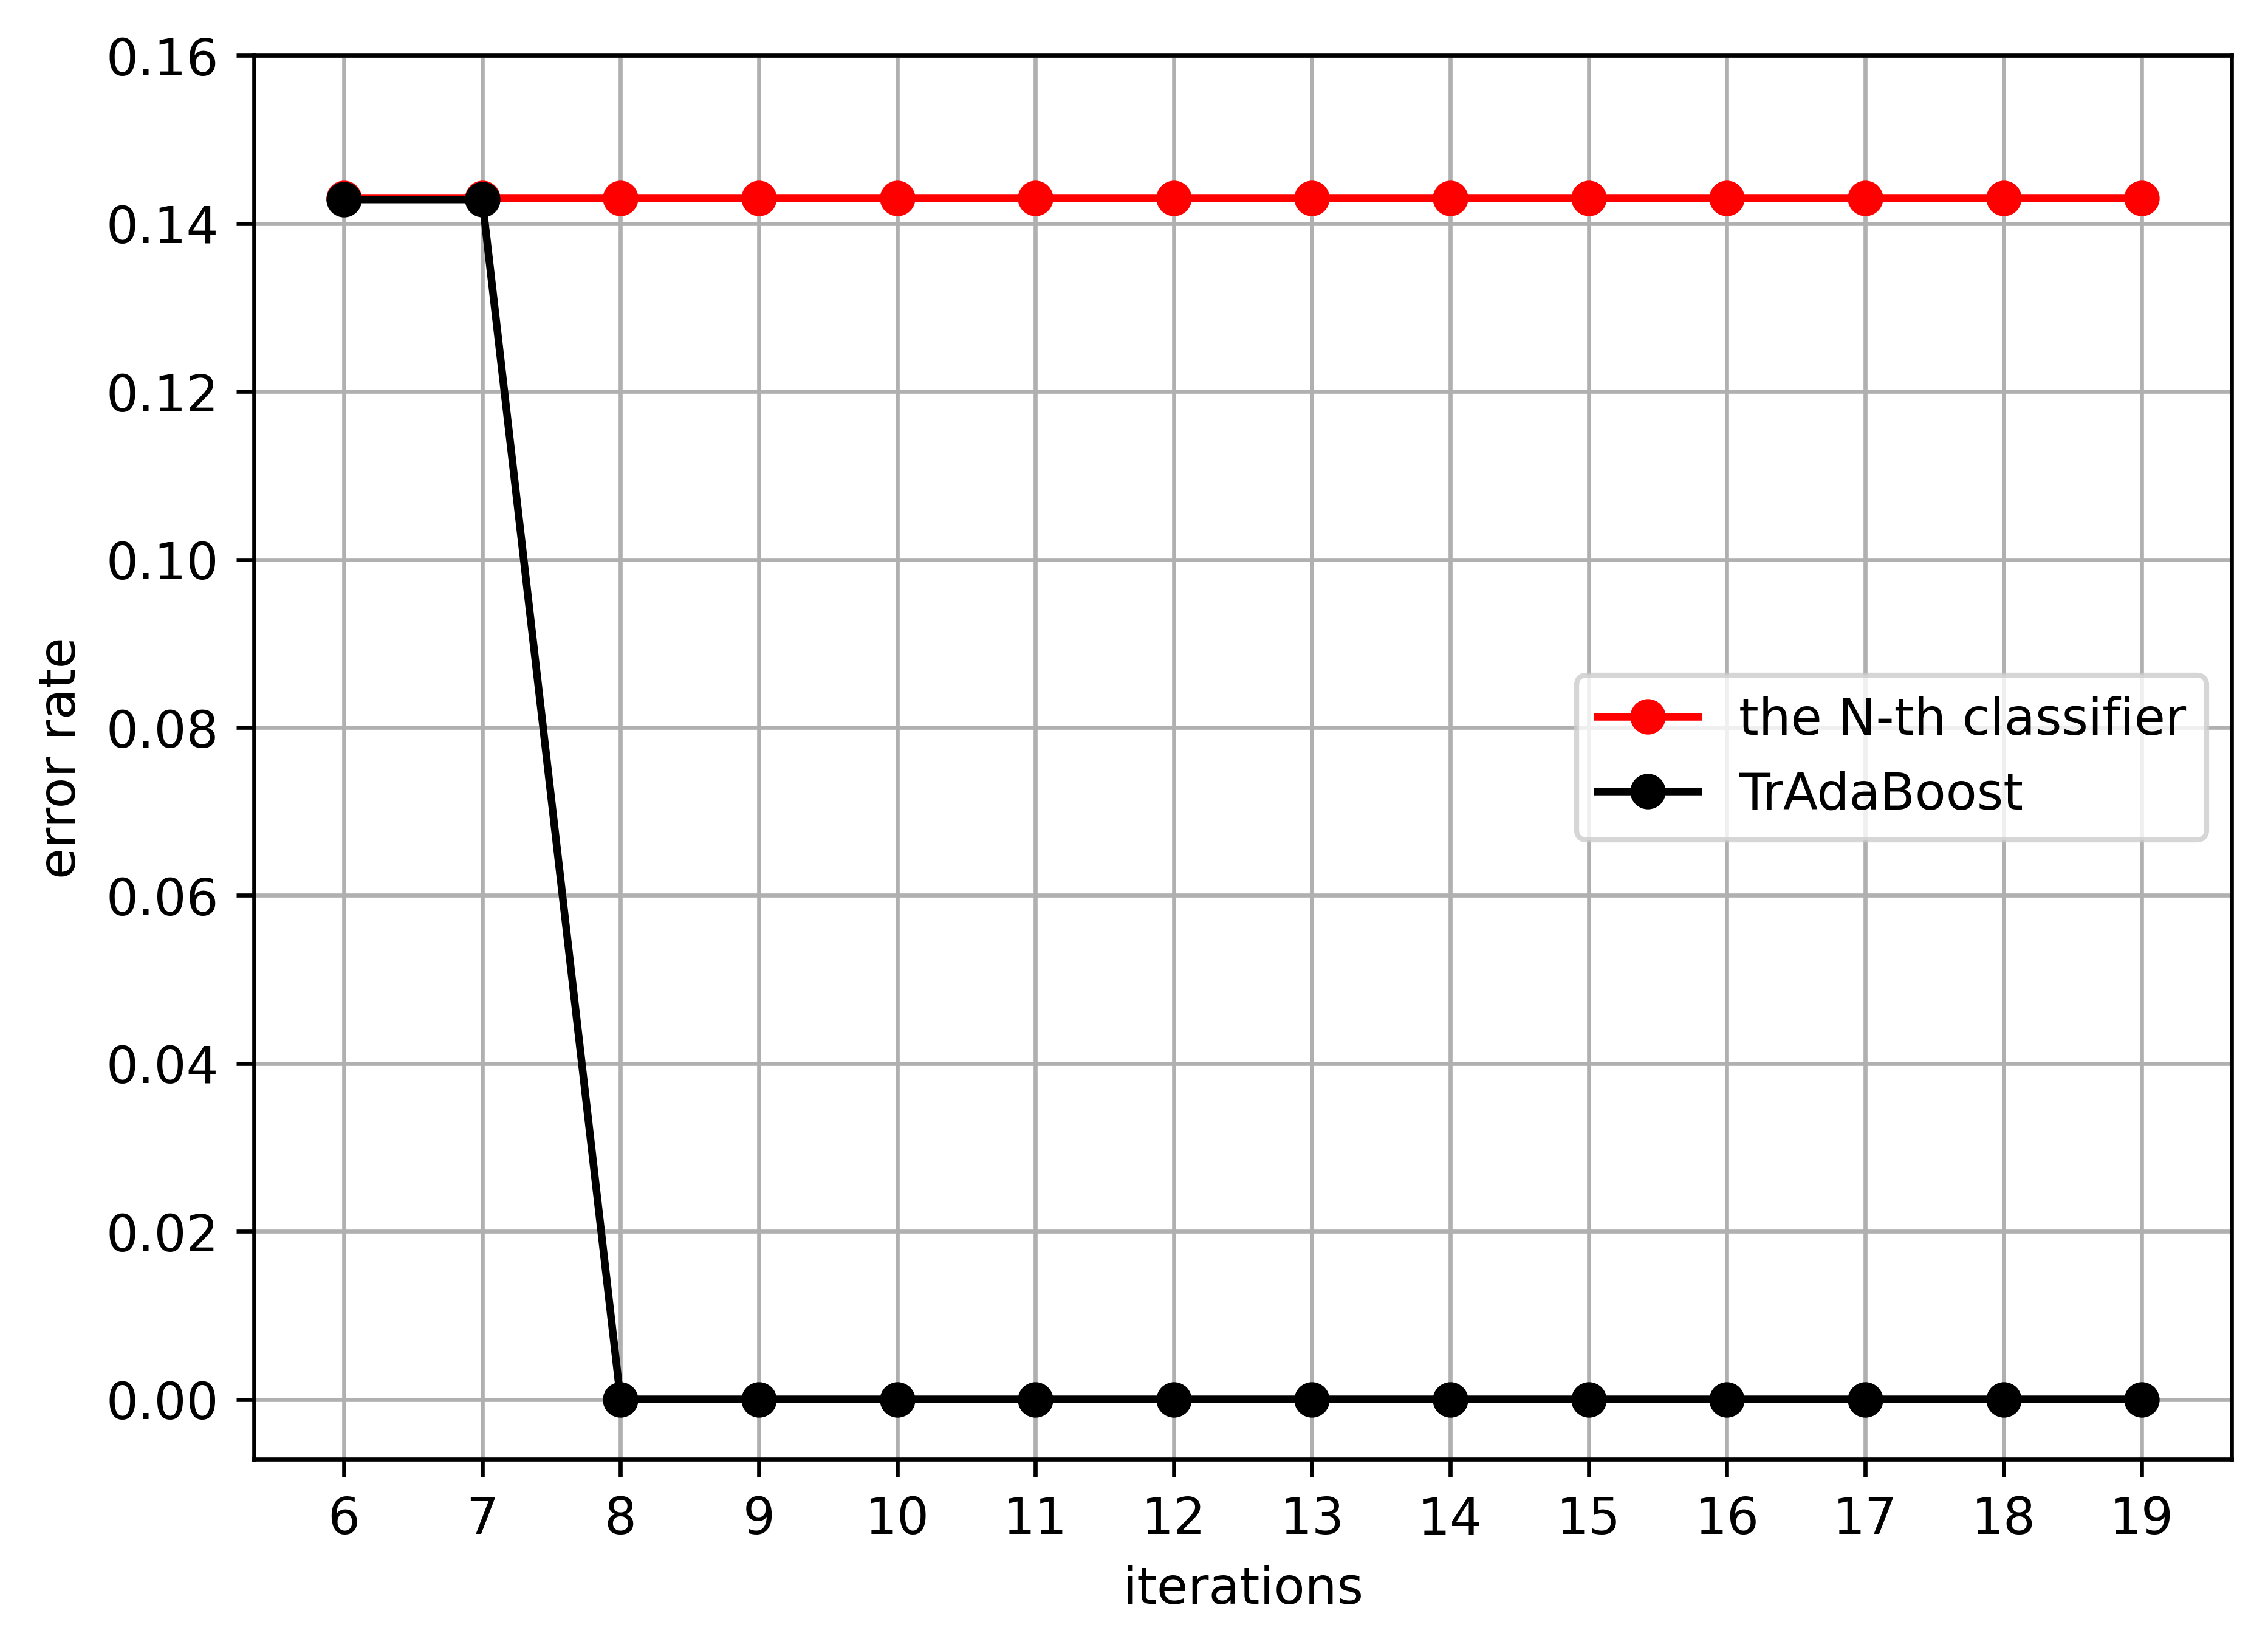 0.16
0.14
0.12
0.10
0.08
0.06
0.04
0.02
0.00
error rate
the N-th classifier
TrAdaBoost
6 7 8 9 10 11 12 13 14 15 16 17 18 19
iterations